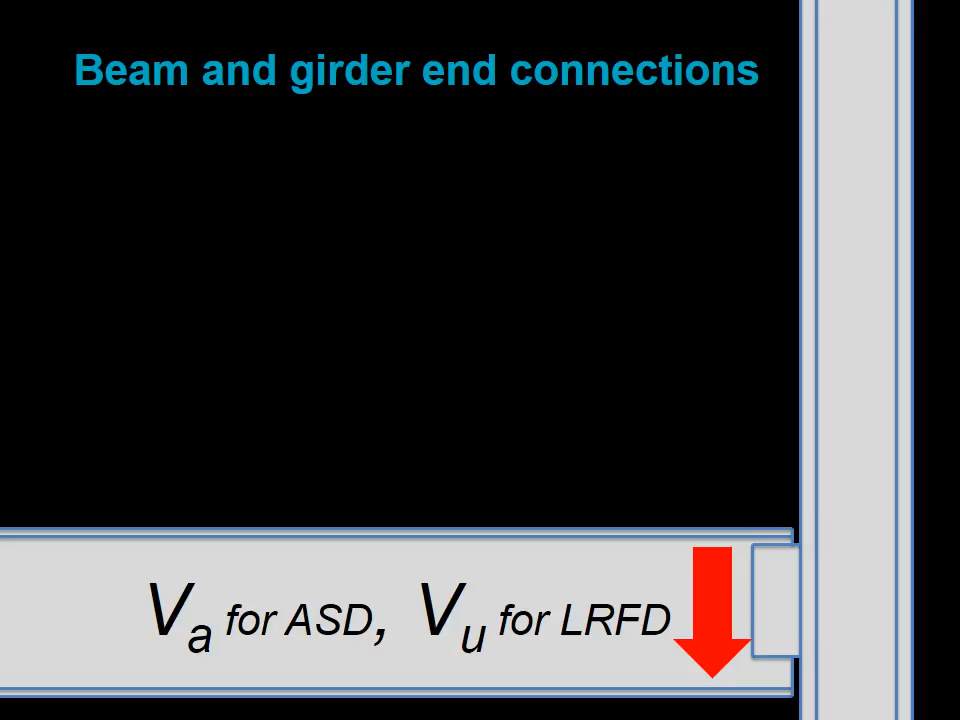 Beam and girder end connections
Va for ASD, Vu for LRFD